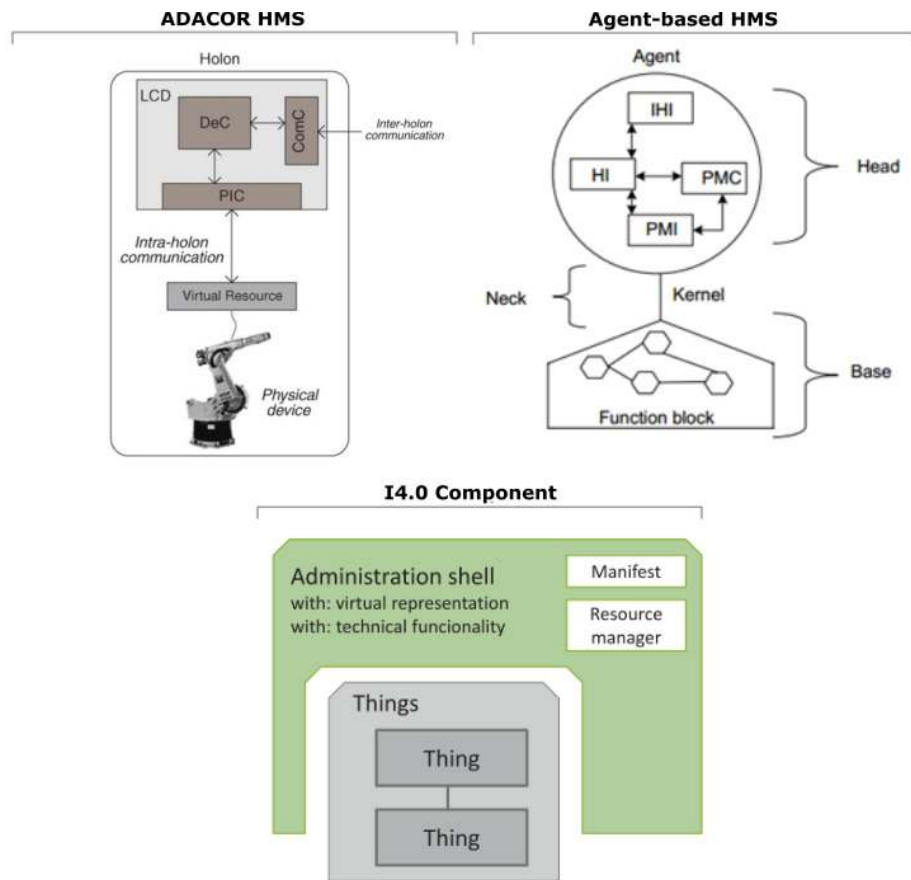 ADACOR HMS
Holon
LCD
DeC
ComC
Inter-holon
communication
PIC
Intra-holon
communication
Virtual Resource
Physical
device
Agent-based HMS
Agent
IHI
HI
PMC
PMI
Head
Neck
Kernel
Base
Function block
I4.0 Component
Administration shell
with: virtual representation
with: technical funcionality
Manifest
Resource
manager
Things
Thing
Thing